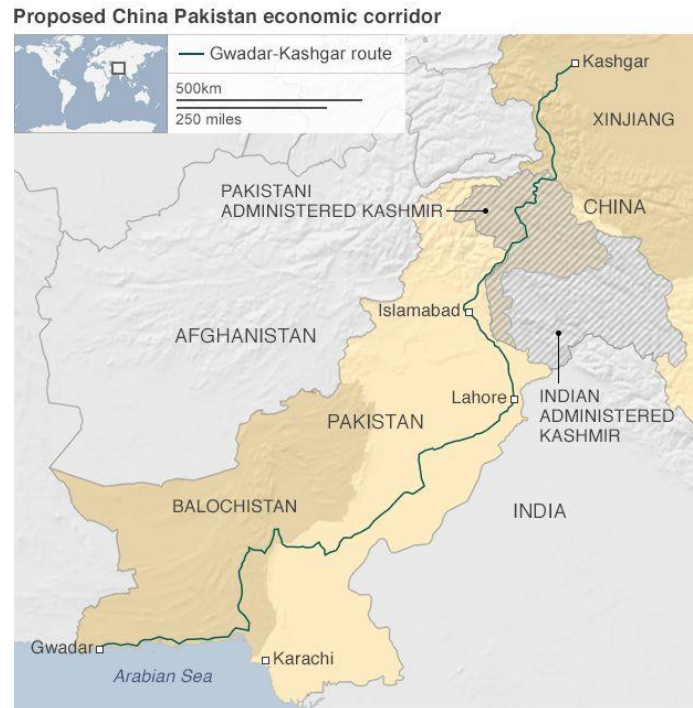 Proposed China Pakistan economic corridor
Gwadar-Kashgar route
500km
250 miles
Kashgar
XINJIANG
PAKISTANI
ADMINISTERED KASHMIR
CHINA
Islamabad
AFGHANISTAN
Lahore
INDIAN
ADMINISTERED
KASHMIR
PAKISTAN
BALOCHISTAN
INDIA
Gwadar
Karachi
Arabian Sea